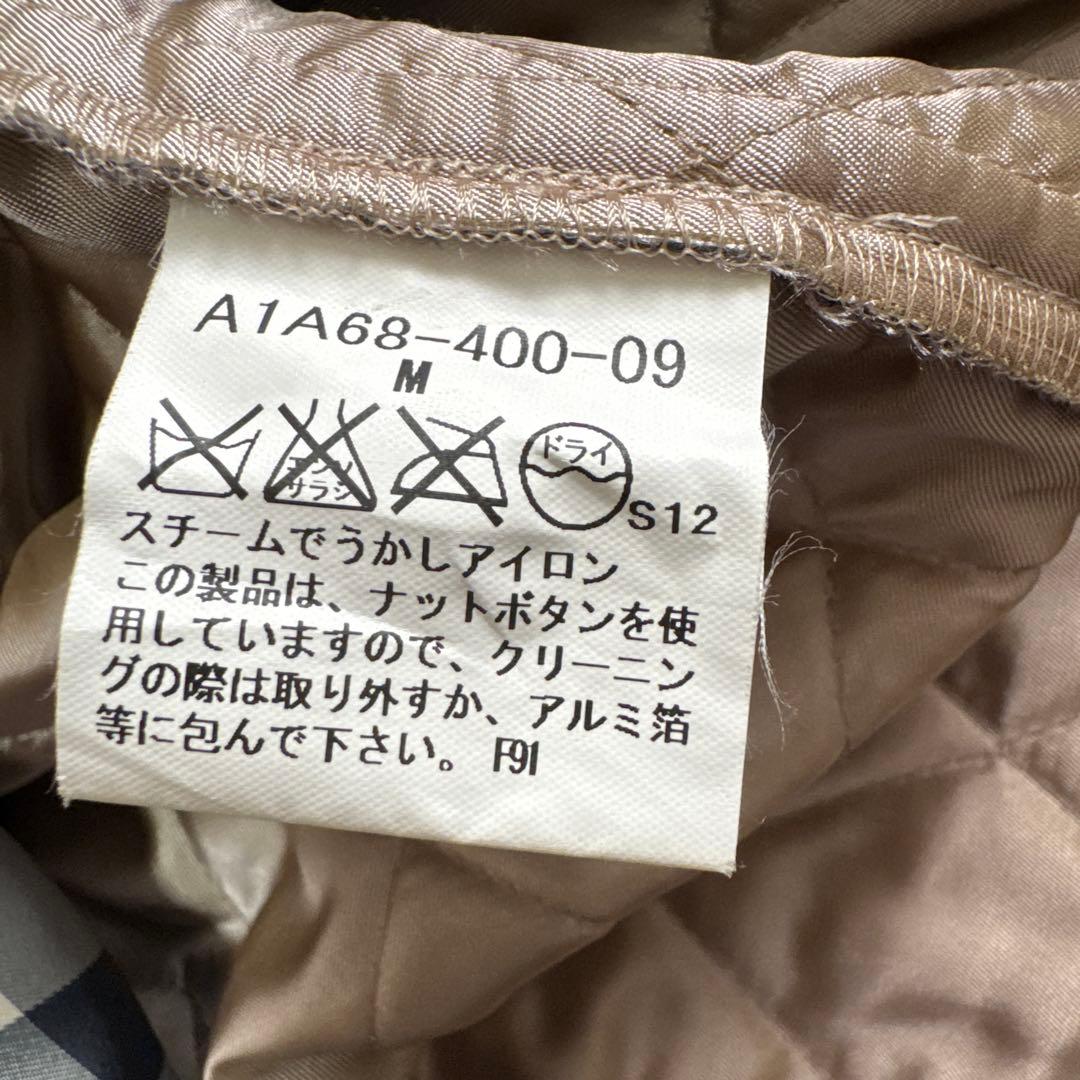 A1A68-400-09
M
エンソ
サラシ
ドライ
S12
スチームでうかしアイロン
この製品は、ナットボタンを使
用していますので、クリーニン
グの際は取り外すか、アルミ箔
等に包んで下さい。 F91